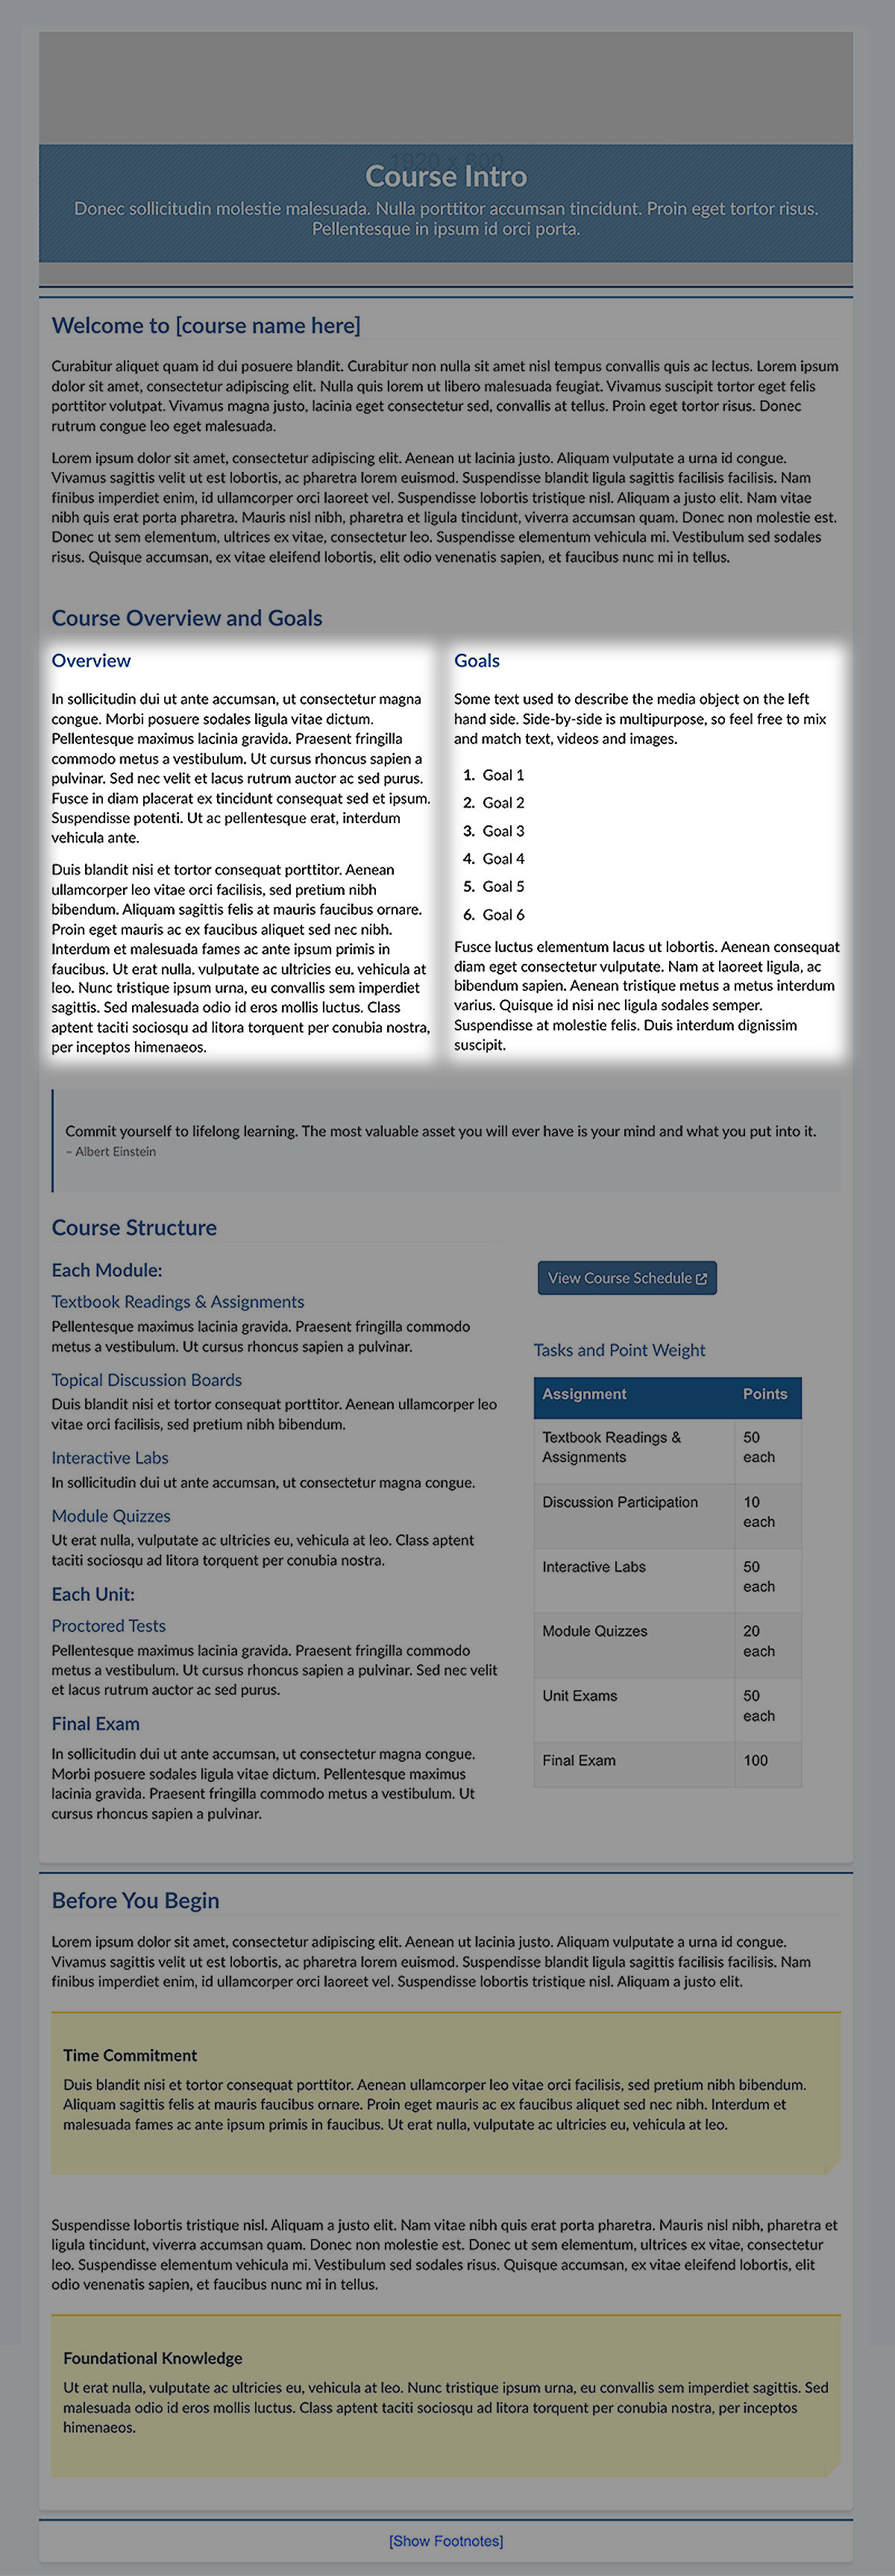 1920 x 600
Course Intro
Donec sollicitudin molestie malesuada. Nulla porttitor accumsan tincidunt. Proin eget tortor risus.
Pellentesque in ipsum id orci porta.
Welcome to [course name here]
Curabitur aliquet quam id dui posuere blandit. Curabitur non nulla sit amet nisl tempus convallis quis ac lectus. Lorem ipsum
dolor sit amet, consectetur adipiscing elit. Nulla quis lorem ut libero malesuada feugiat. Vivamus suscipit tortor eget felis
porttitor volutpat. Vivamus magna justo, lacinia eget consectetur sed, convallis at tellus. Proin eget tortor risus. Donec
rutrum congue leo eget malesuada.
Lorem ipsum dolor sit amet, consectetur adipiscing elit. Aenean ut lacinia justo. Aliquam vulputate a urna id congue.
Vivamus sagittis velit ut est lobortis, ac pharetra lorem euismod. Suspendisse blandit ligula sagittis facilisis facilisis. Nam
finibus imperdiet enim, id ullamcorper orci laoreet vel. Suspendisse lobortis tristique nisl. Aliquam a justo elit. Nam vitae
nibh quis erat porta pharetra. Mauris nisl nibh, pharetra et ligula tincidunt, viverra accumsan quam. Donec non molestie est.
Donec ut sem elementum, ultrices ex vitae, consectetur leo. Suspendisse elementum vehicula mi. Vestibulum sed sodales
risus. Quisque accumsan, ex vitae eleifend lobortis, elit odio venenatis sapien, et faucibus nunc mi in tellus.
Course Overview and Goals
Overview
In sollicitudin dui ut ante accumsan, ut consectetur magna
congue. Morbi posuere sodales ligula vitae dictum.
Pellentesque maximus lacinia gravida. Praesent fringilla
commodo metus a vestibulum. Ut cursus rhoncus sapien a
pulvinar. Sed nec velit et lacus rutrum auctor ac sed purus.
Fusce in diam placerat ex tincidunt consequat sed et ipsum.
Suspendisse potenti. Ut ac pellentesque erat, interdum
vehicula ante.
Duis blandit nisi et tortor consequat porttitor. Aenean
ullamcorper leo vitae orci facilisis, sed pretium nibh
bibendum. Aliquam sagittis felis at mauris faucibus ornare.
Proin eget mauris ac ex faucibus aliquet sed nec nibh.
Interdum et malesuada fames ac ante ipsum primis in
faucibus. Ut erat nulla, vulputate ac ultricies eu, vehicula at
leo. Nunc tristique ipsum urna, eu convallis sem imperdiet
sagittis. Sed malesuada odio id eros mollis luctus. Class
aptent taciti sociosqu ad litora torquent per conubia nostra,
per inceptos himenaeos.
Goals
Some text used to describe the media object on the left
hand side. Side-by-side is multipurpose, so feel free to mix
and match text, videos and images.
1. Goal 1
2. Goal 2
3. Goal 3
4. Goal 4
5. Goal 5
6. Goal 6
Fusce luctus elementum lacus ut lobortis. Aenean consequat
diam eget consectetur vulputate. Nam at laoreet ligula, ac
bibendum sapien. Aenean tristique metus a metus interdum
varius. Quisque id nisi nec ligula sodales semper.
Suspendisse at molestie felis. Duis interdum dignissim
suscipit.
Commit yourself to lifelong learning. The most valuable asset you will ever have is your mind and what you put into it.
– Albert Einstein
Course Structure
Each Module:
Textbook Readings & Assignments
Pellentesque maximus lacinia gravida. Praesent fringilla commodo
metus a vestibulum. Ut cursus rhoncus sapien a pulvinar.
Topical Discussion Boards
Duis blandit nisi et tortor consequat porttitor. Aenean ullamcorper leo
vitae orci facilisis, sed pretium nibh bibendum.
Interactive Labs
In sollicitudin dui ut ante accumsan, ut consectetur magna congue.
Module Quizzes
Ut erat nulla, vulputate ac ultricies eu, vehicula at leo. Class aptent
taciti sociosqu ad litora torquent per conubia nostra.
Each Unit:
Proctored Tests
Pellentesque maximus lacinia gravida. Praesent fringilla commodo
metus a vestibulum. Ut cursus rhoncus sapien a pulvinar. Sed nec velit
et lacus rutrum auctor ac sed purus.
Final Exam
In sollicitudin dui ut ante accumsan, ut consectetur magna congue.
Morbi posuere sodales ligula vitae dictum. Pellentesque maximus
lacinia gravida. Praesent fringilla commodo metus a vestibulum. Ut
cursus rhoncus sapien a pulvinar.
View Course Schedule
Tasks and Point Weight
Assignment Points
Textbook Readings & 50
Assignments each
Discussion Participation 10
each
Interactive Labs 50
each
Module Quizzes 20
each
Unit Exams 50
each
Final Exam 100
Before You Begin
Lorem ipsum dolor sit amet, consectetur adipiscing elit. Aenean ut lacinia justo. Aliquam vulputate a urna id congue.
Vivamus sagittis velit ut est lobortis, ac pharetra lorem euismod. Suspendisse blandit ligula sagittis facilisis facilisis. Nam
finibus imperdiet enim, id ullamcorper orci laoreet vel. Suspendisse lobortis tristique nisl. Aliquam a justo elit.
Time Commitment
Duis blandit nisi et tortor consequat porttitor. Aenean ullamcorper leo vitae orci facilisis, sed pretium nibh bibendum.
Aliquam sagittis felis at mauris faucibus ornare. Proin eget mauris ac ex faucibus aliquet sed nec nibh. Interdum et
malesuada fames ac ante ipsum primis in faucibus. Ut erat nulla, vulputate ac ultricies eu, vehicula at leo.
Suspendisse lobortis tristique nisl. Aliquam a justo elit. Nam vitae nibh quis erat porta pharetra. Mauris nisl nibh, pharetra et
ligula tincidunt, viverra accumsan quam. Donec non molestie est. Donec ut sem elementum, ultrices ex vitae, consectetur
leo. Suspendisse elementum vehicula mi. Vestibulum sed sodales risus. Quisque accumsan, ex vitae eleifend lobortis, elit
odio venenatis sapien, et faucibus nunc mi in tellus.
Foundational Knowledge
Ut erat nulla, vulputate ac ultricies eu, vehicula at leo. Nunc tristique ipsum urna, eu convallis sem imperdiet sagittis. Sed
malesuada odio id eros mollis luctus. Class aptent taciti sociosqu ad litora torquent per conubia nostra, per inceptos
himenaeos.
[Show Footnotes]